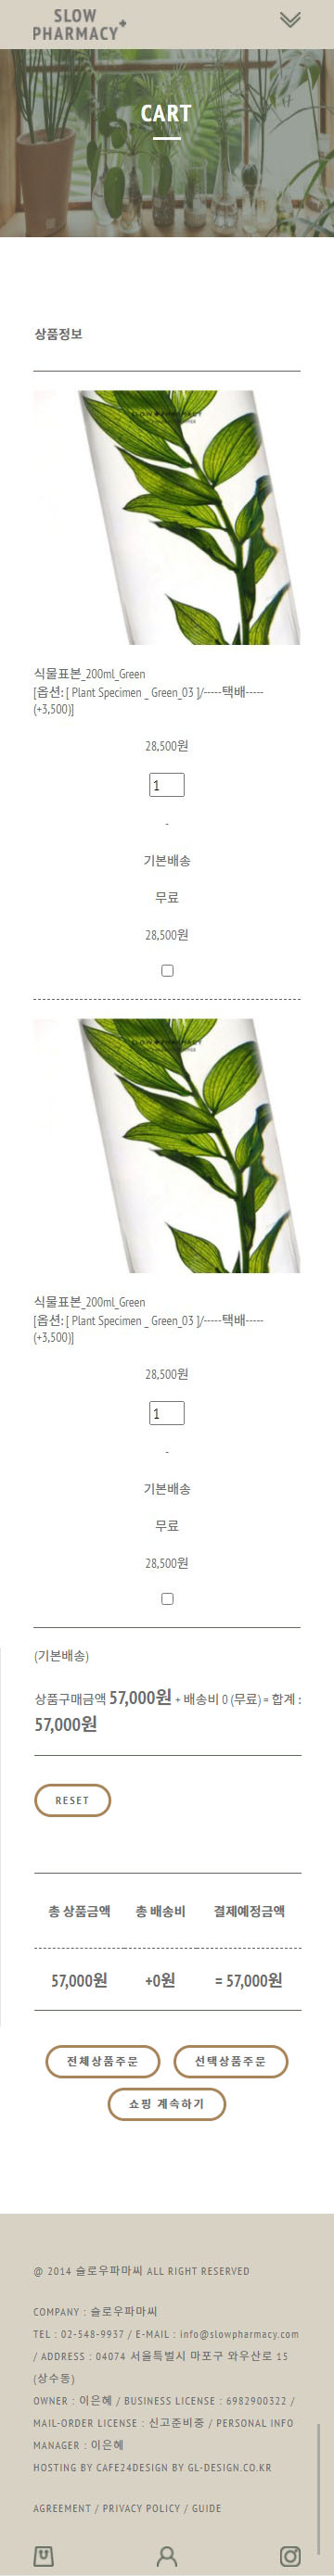 SLOW
PHARMACY+
CART
상품정보
SLOW PHARMACY
식물표본_200ml_Green
[옵션: [ Plant Specimen _ Green_03 ]/-----택배-----
(+3,500)]
28,500원
1
-
기본배송
무료
28,500원
SLOW PHARMACY
식물표본_200ml_Green
[옵션: [ Plant Specimen _ Green_03 ]/-----택배-----
(+3,500)]
28,500원
1
-
기본배송
무료
28,500원
(기본배송)
상품구매금액 57,000원 + 배송비 0 (무료) = 합계 :
57,000원
RESET
총 상품금액 총 배송비 결제예정금액
57,000원 +0원 = 57,000원
전체상품주문 선택상품주문
쇼핑 계속하기
@ 2014 슬로우파마씨 ALL RIGHT RESERVED
COMPANY : 슬로우파마씨
TEL : 02-548-9937 / E-MAIL : info@slowpharmacy.com
/ ADDRESS : 04074 서울특별시 마포구 와우산로 15
(상수동)
OWNER : 이은혜 / BUSINESS LICENSE : 6982900322 /
MAIL-ORDER LICENSE : 신고준비중 / PERSONAL INFO
MANAGER : 이은혜
HOSTING BY CAFE24DESIGN BY GL-DESIGN.CO.KR
AGREEMENT / PRIVACY POLICY / GUIDE